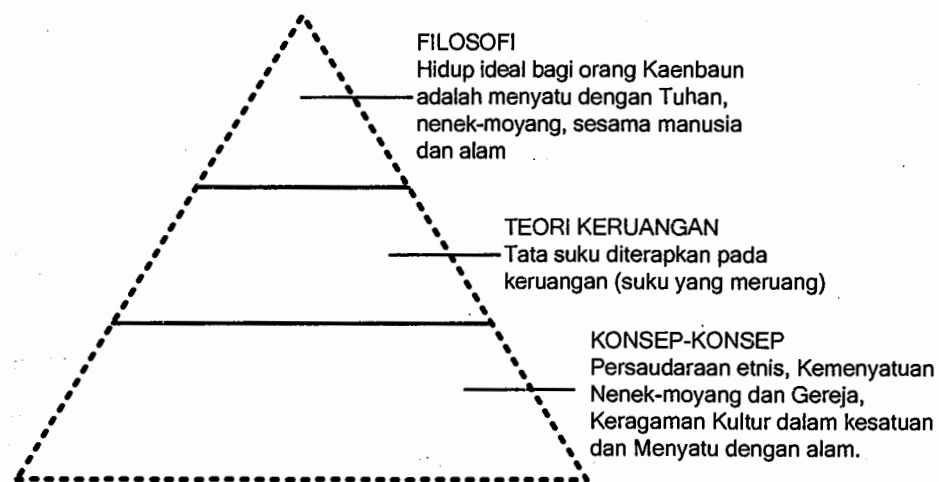 FILOSOFI
Hidup ideal bagi orang Kaenbaun
adalah menyatu dengan Tuhan,
nenek-moyang, sesama manusia
dan alam
TEORI KERUANGAN
Tata suku diterapkan pada
keruangan (suku yang meruang)
KONSEP-KONSEP
Persaudaraan etnis, Kemenyatuan
Nenek-moyang dan Gereja,
Keragaman Kultur dalam kesatuan
dan Menyatu dengan alam.